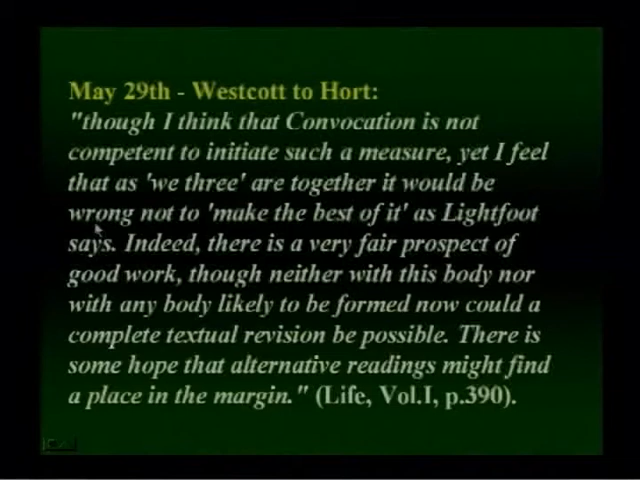 May 29th - Westcott to Hort:
"though I think that Convocation is not
competent to initiate such a measure, yet I feel
that as 'we three' are together it would be
wrong not to 'make the best of it' as Lightfoot
says. Indeed, there is a very fair prospect of
good work, though neither with this body nor
with any body likely to be formed now could a
complete textual revision be possible. There is
some hope that alternative readings might find
a place in the margin." (Life, Vol.I, p.390).